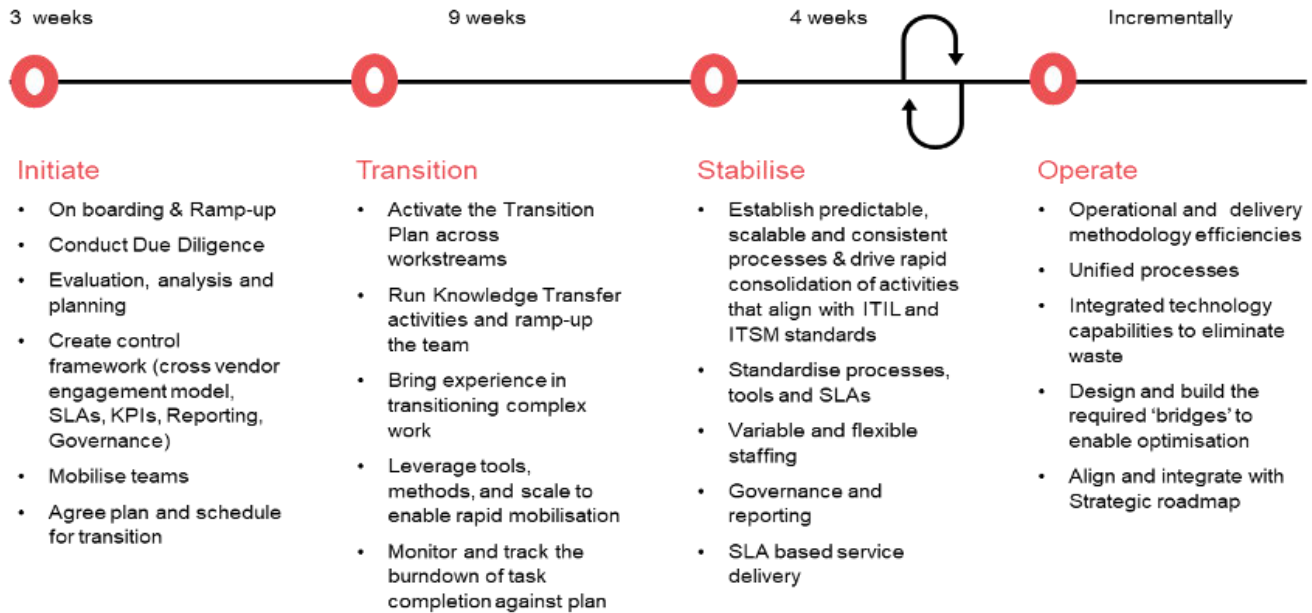 3 weeks
9 weeks
4 weeks
Incrementally
Initiate
• On boarding & Ramp-up
• Conduct Due Diligence
• Evaluation, analysis and
planning
• Create control
framework (cross vendor
engagement model,
SLAs, KPIs, Reporting,
Governance)
• Mobilise teams
• Agree plan and schedule
for transition
Transition
• Activate the Transition
Plan across
workstreams
• Run Knowledge Transfer
activities and ramp-up
the team
• Bring experience in
transitioning complex
work
• Leverage tools,
methods, and scale to
enable rapid mobilisation
• Monitor and track the
burndown of task
completion against plan
Stabilise
• Establish predictable,
scalable and consistent
processes & drive rapid
consolidation of activities
that align with ITIL and
ITSM standards
• Standardise processes,
tools and SLAs
• Variable and flexible
staffing
• Governance and
reporting
• SLA based service
delivery
Operate
• Operational and delivery
methodology efficiencies
• Unified processes
• Integrated technology
capabilities to eliminate
waste
• Design and build the
required ‘bridges’ to
enable optimisation
• Align and integrate with
Strategic roadmap